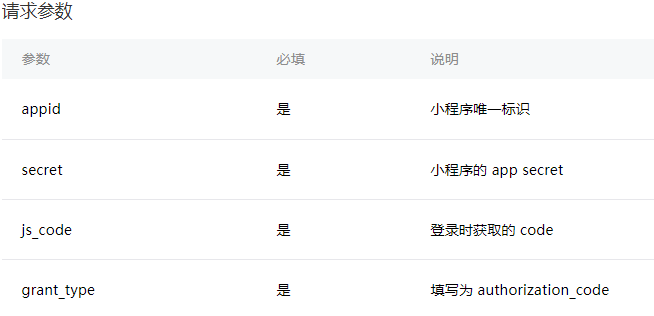 请求参数
参数 必填 说明
appid 是 小程序唯一标识
secret 是 小程序的 app secret
js_code 是 登录时获取的 code
grant_type 是 填写为 authorization_code